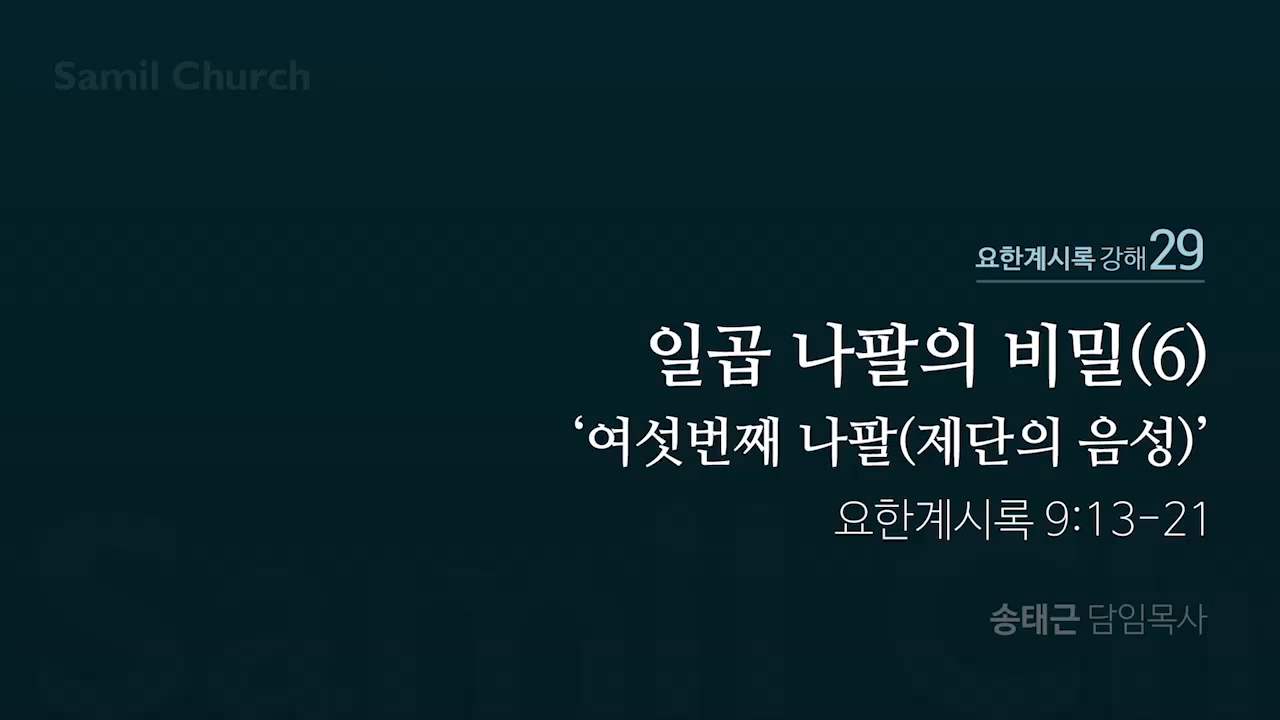 Samil Church
요한계시록 강해 29
일곱 나팔의 비밀(6)
‘여섯번째 나팔(제단의 음성)’
요한계시록 9:13-21
송태근 담임목사